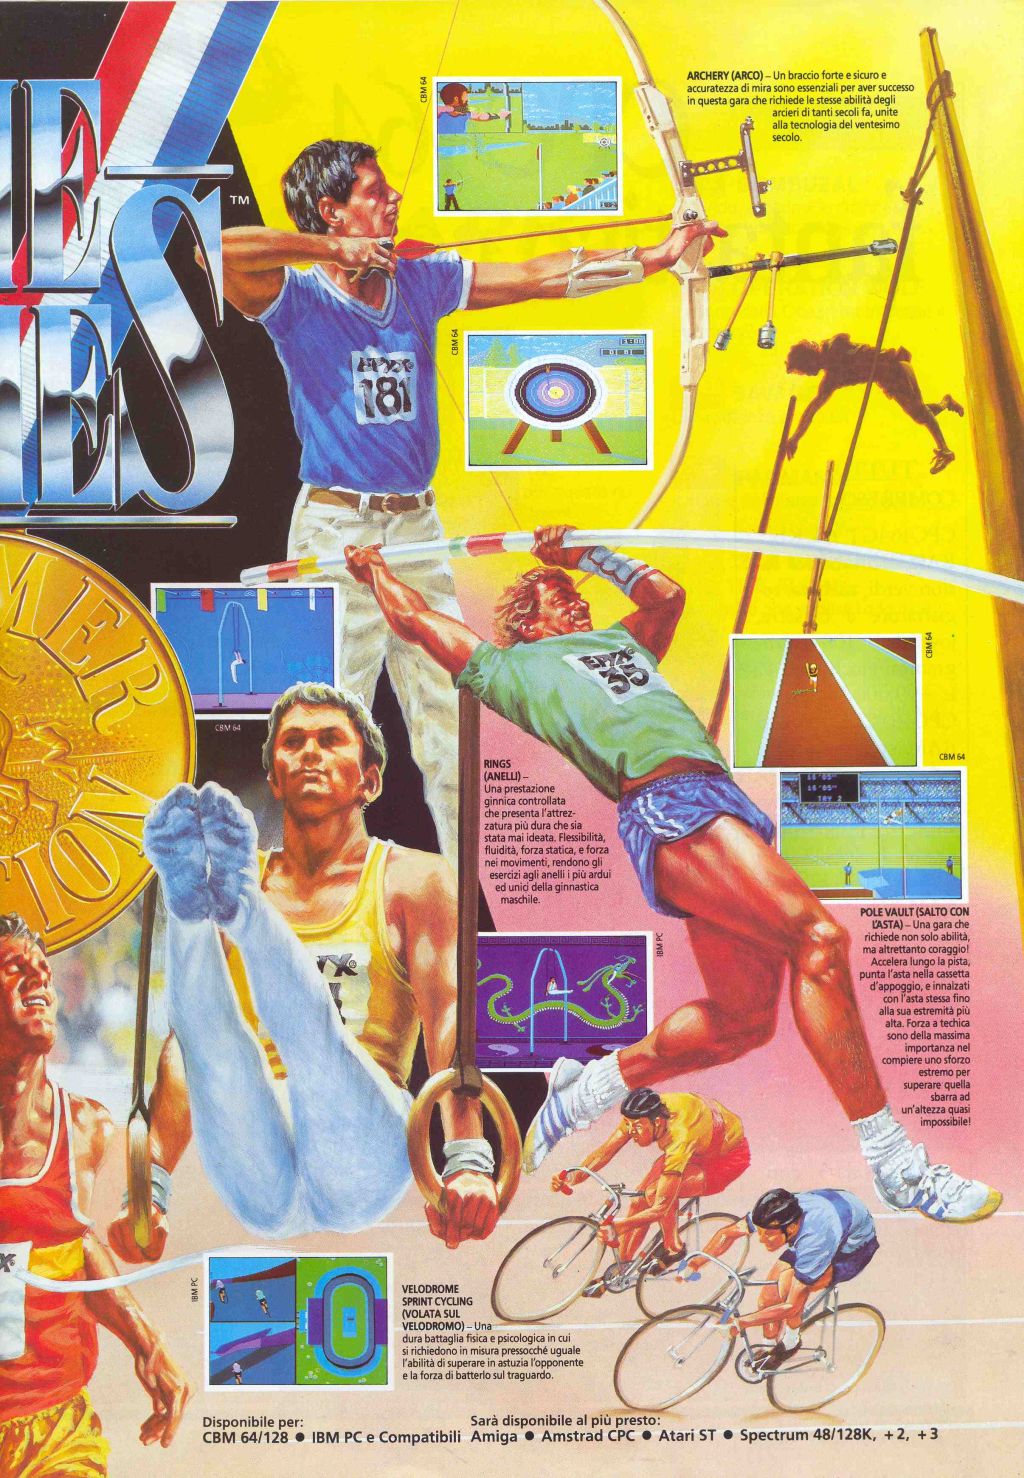 IE
IES
TM
CBM 64
ARCHERY (ARCO) – Un braccio forte e sicuro e
accuratezza di mira sono essenziali per aver successo
in questa gara che richiede le stesse abilità degli
arcieri di tanti secoli fa, unite
alla tecnologia del ventesimo
secolo.
CBM 64
EPYX
181
EPYX
35
CBM 64
CBM 64
RINGS
(ANELLI) –
Una prestazione
ginnica controllata
che presenta l'attrez-
zatura più dura che sia
stata mai ideata. Flessibilità,
fluidità, forza statica, e forza
nei movimenti, rendono gli
esercizi agli anelli i più ardui
ed unici della ginnastica
maschile.
CBM 64
TRY 2
POLE VAULT (SALTO CON
L'ASTA) – Una gara che
richiede non solo abilità,
ma altrettanto coraggio!
Accelera lungo la pista,
punta l'asta nella cassetta
d'appoggio, e innalzati
con l'asta stessa fino
alla sua estremità più
alta. Forza a techica
sono della massima
importanza nel
compiere uno sforzo
estremo per
superare quella
sbarra ad
un'altezza quasi
impossibile!
IBM PC
IBM PC
VELODROME
SPRINT CYCLING
(VOLATA SUL
VELODROMO) – Una
dura battaglia fisica e psicologica in cui
si richiedono in misura pressocché uguale
l'abilità di superare in astuzia l'opponente
e la forza di batterlo sul traguardo.
Disponibile per:
CBM 64/128 ● IBM PC e Compatibili
Sarà disponibile al più presto:
Amiga ● Amstrad CPC ● Atari ST ● Spectrum 48/128K, +2, +3